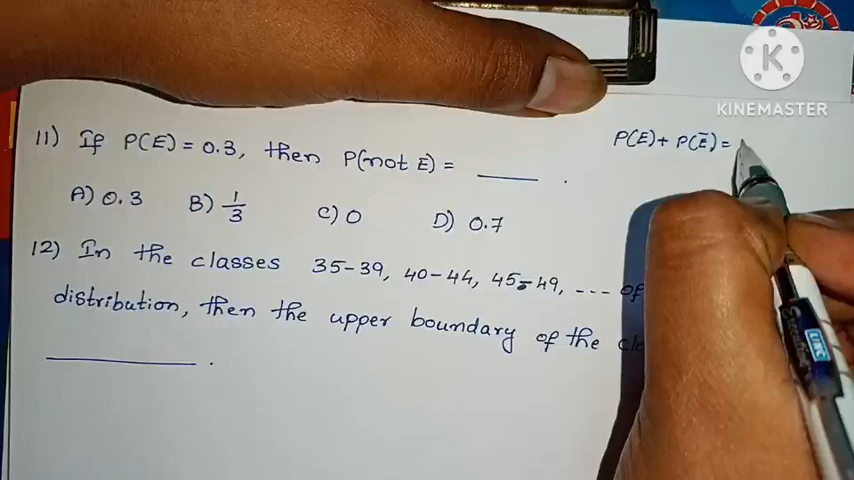 K
KINEMASTER
11) If P(E) = 0.3, then P(not E) = ______ . P(E) + P(Ē) =
A) 0.3 B) 1/3 C) 0 D) 0.7
12) In the classes 35-39, 40-44, 45-49, --- of
distribution, then the upper boundary of the
______ .
Linc